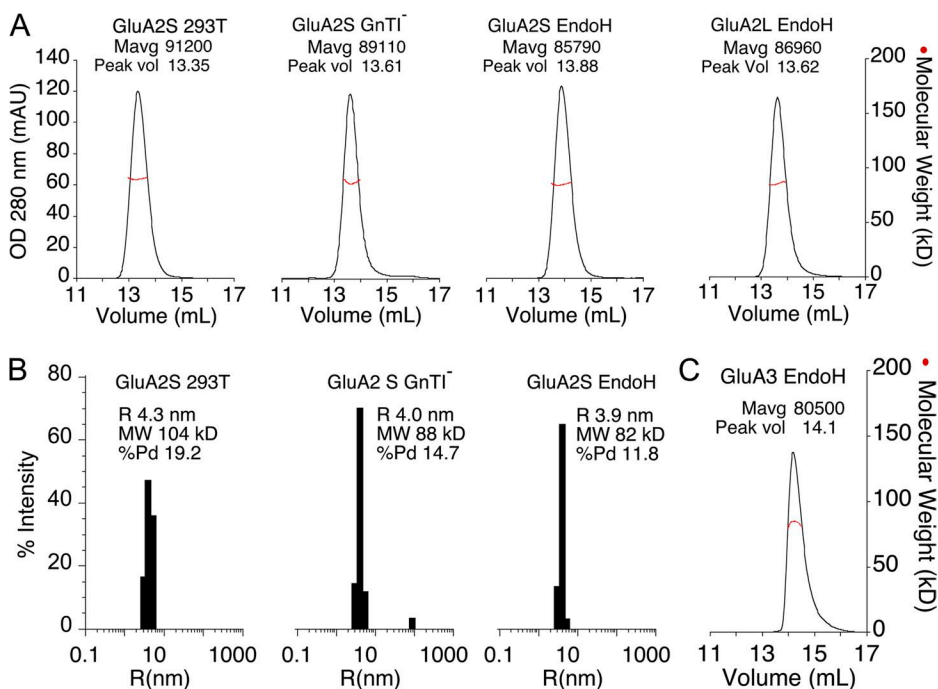 A
GluA2S 293T
Mavg 91200
Peak vol 13.35
GluA2S GnTI-
Mavg 89110
Peak vol 13.61
GluA2S EndoH
Mavg 85790
Peak vol 13.88
GluA2L EndoH
Mavg 86960
Peak Vol 13.62
OD 280 nm (mAU)
140
120
100
80
60
40
20
0
200
150
100
50
0
Molecular Weight (kD)
11 13 15 17
11 13 15 17
11 13 15 17
11 13 15 17
Volume (mL)
Volume (mL)
Volume (mL)
Volume (mL)
B
GluA2S 293T
R 4.3 nm
MW 104 kD
%Pd 19.2
GluA2 S GnTI-
R 4.0 nm
MW 88 kD
%Pd 14.7
GluA2S EndoH
R 3.9 nm
MW 82 kD
%Pd 11.8
% Intensity
80
60
40
20
0
0.1 10 1000
0.1 10 1000
0.1 10 1000
R(nm)
R(nm)
R(nm)
C
GluA3 EndoH
Mavg 80500
Peak vol 14.1
200
150
100
50
0
Molecular Weight (kD)
11 13 15 17
Volume (mL)